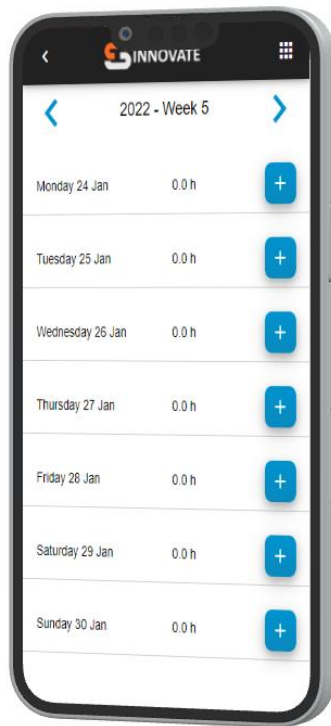 INNOVATE
2022 - Week 5
Monday 24 Jan 0.0 h +
Tuesday 25 Jan 0.0 h +
Wednesday 26 Jan 0.0 h +
Thursday 27 Jan 0.0 h +
Friday 28 Jan 0.0 h +
Saturday 29 Jan 0.0 h +
Sunday 30 Jan 0.0 h +